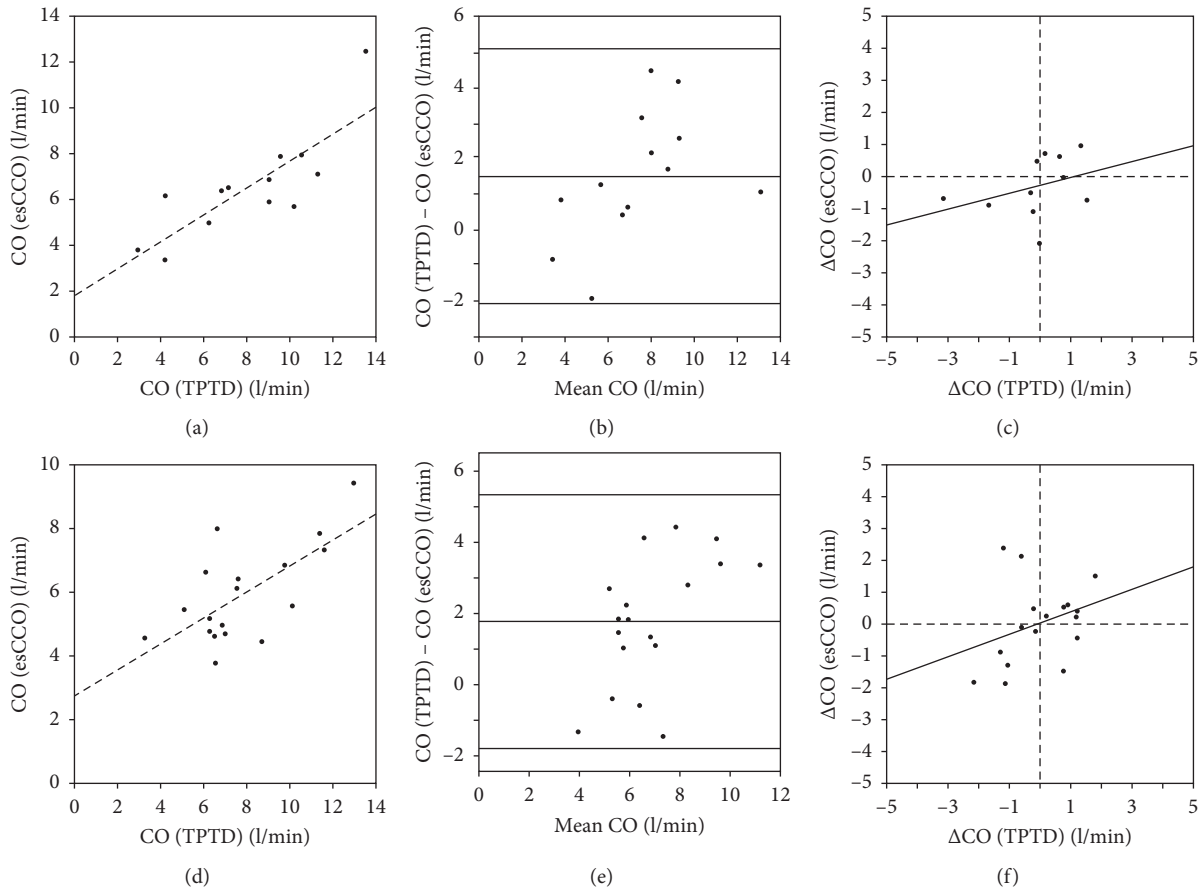 14
12
10
8
6
4
2
0
CO (esCCO) (l/min)
0 2 4 6 8 10 12 14
CO (TPTD) (l/min)
(a)
6
4
2
0
–2
CO (TPTD) – CO (esCCO) (l/min)
0 2 4 6 8 10 12 14
Mean CO (l/min)
(b)
5
4
3
2
1
0
–1
–2
–3
–4
–5
ΔCO (esCCO) (l/min)
–5 –3 –1 1 3 5
ΔCO (TPTD) (l/min)
(c)
10
8
6
4
2
0
CO (esCCO) (l/min)
0 2 4 6 8 10 12 14
CO (TPTD) (l/min)
(d)
6
4
2
0
–2
CO (TPTD) – CO (esCCO) (l/min)
0 2 4 6 8 10 12
Mean CO (l/min)
(e)
5
4
3
2
1
0
–1
–2
–3
–4
–5
ΔCO (esCCO) (l/min)
–5 –3 –1 1 3 5
ΔCO (TPTD) (l/min)
(f)